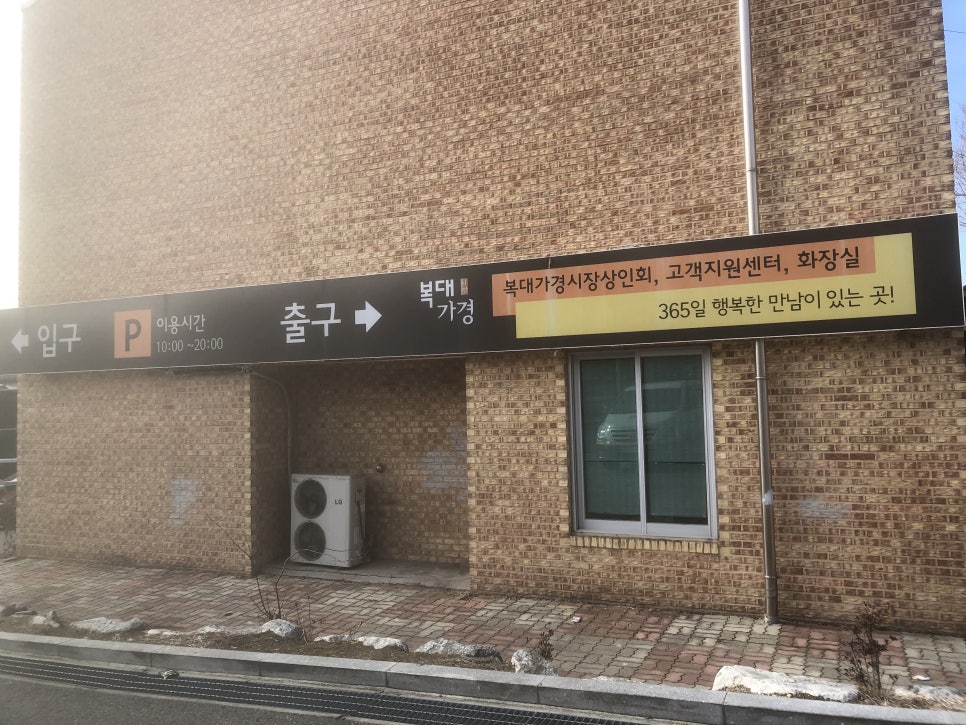 입구
P
이용시간
10:00 ~20:00
출구
복대
가경
복대가경시장상인회, 고객지원센터, 화장실
365일 행복한 만남이 있는 곳!
LG